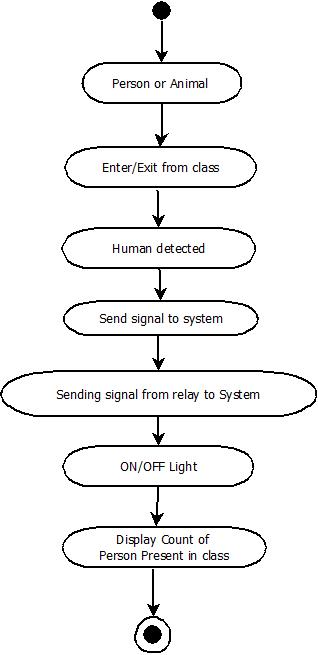 Person or Animal
Enter/Exit from class
Human detected
Send signal to system
Sending signal from relay to System
ON/OFF Light
Display Count of
Person Present in class